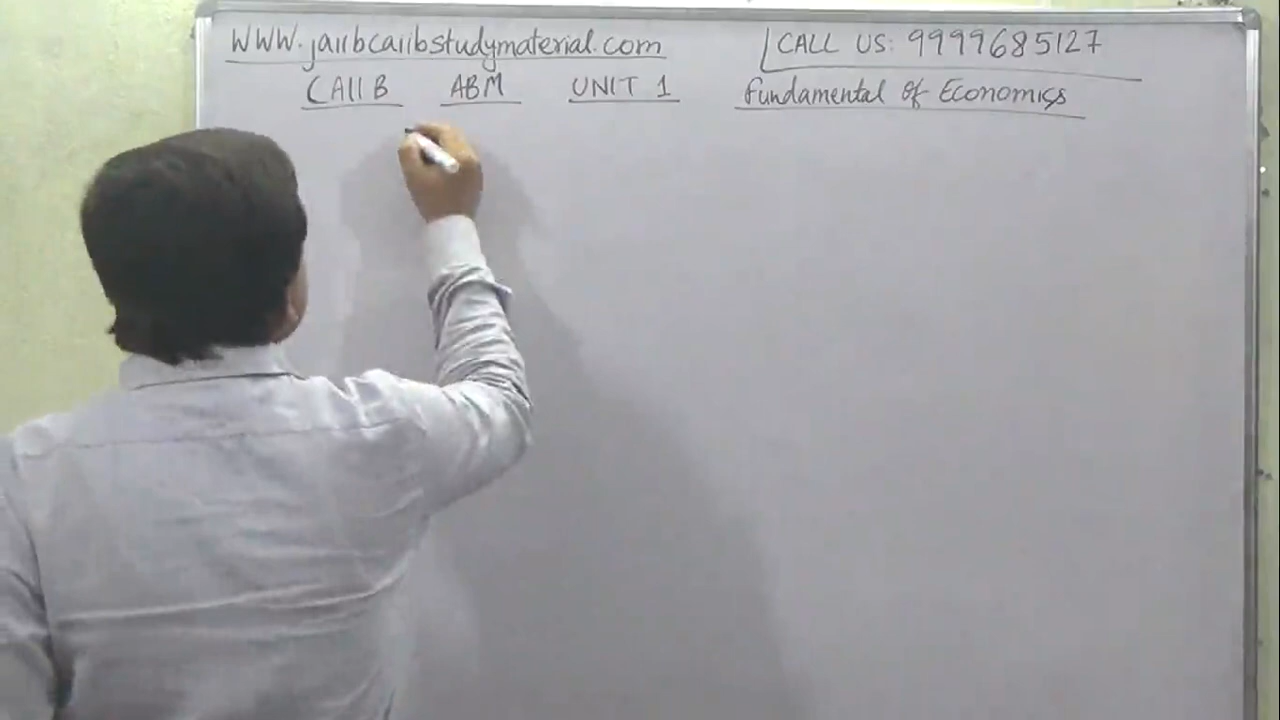 WWW.jaiibcaiibstudymaterial.com CALL US: 9999685127
CAIIB ABM UNIT 1 Fundamental of Economics